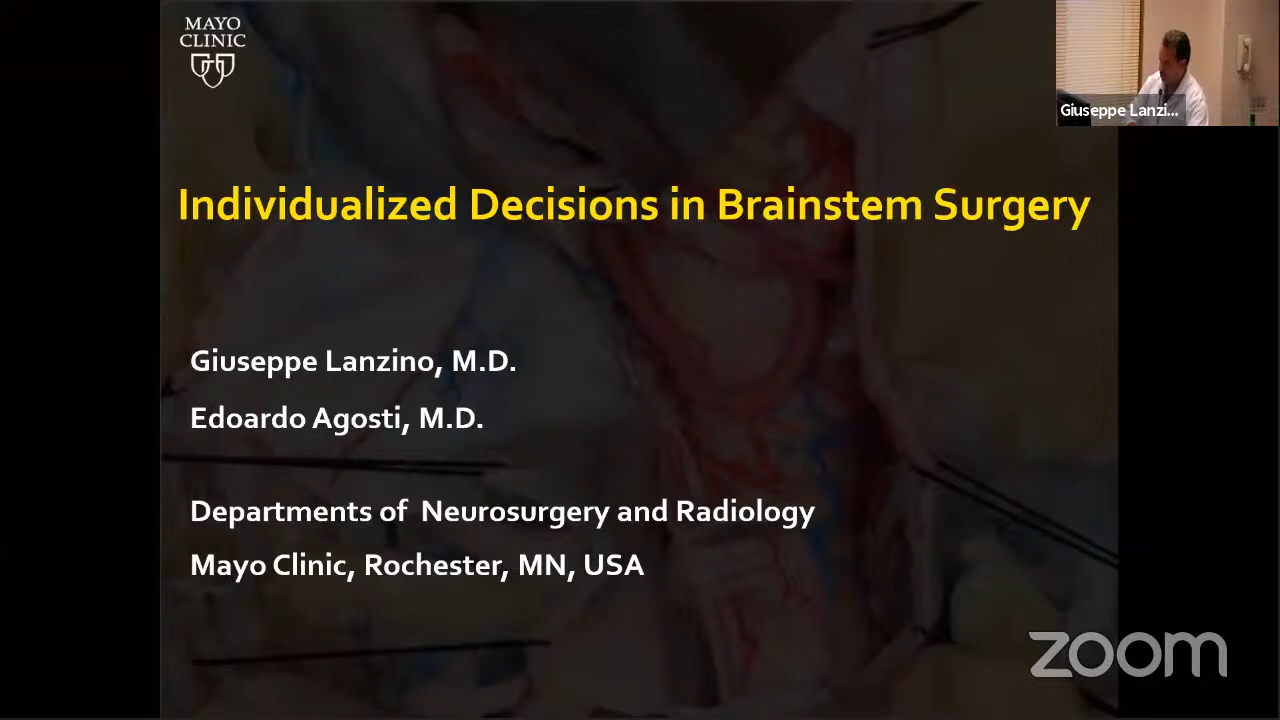 MAYO
CLINIC
Giuseppe Lanzi...
Individualized Decisions in Brainstem Surgery
Giuseppe Lanzino, M.D.
Edoardo Agosti, M.D.
Departments of Neurosurgery and Radiology
Mayo Clinic, Rochester, MN, USA
zoom